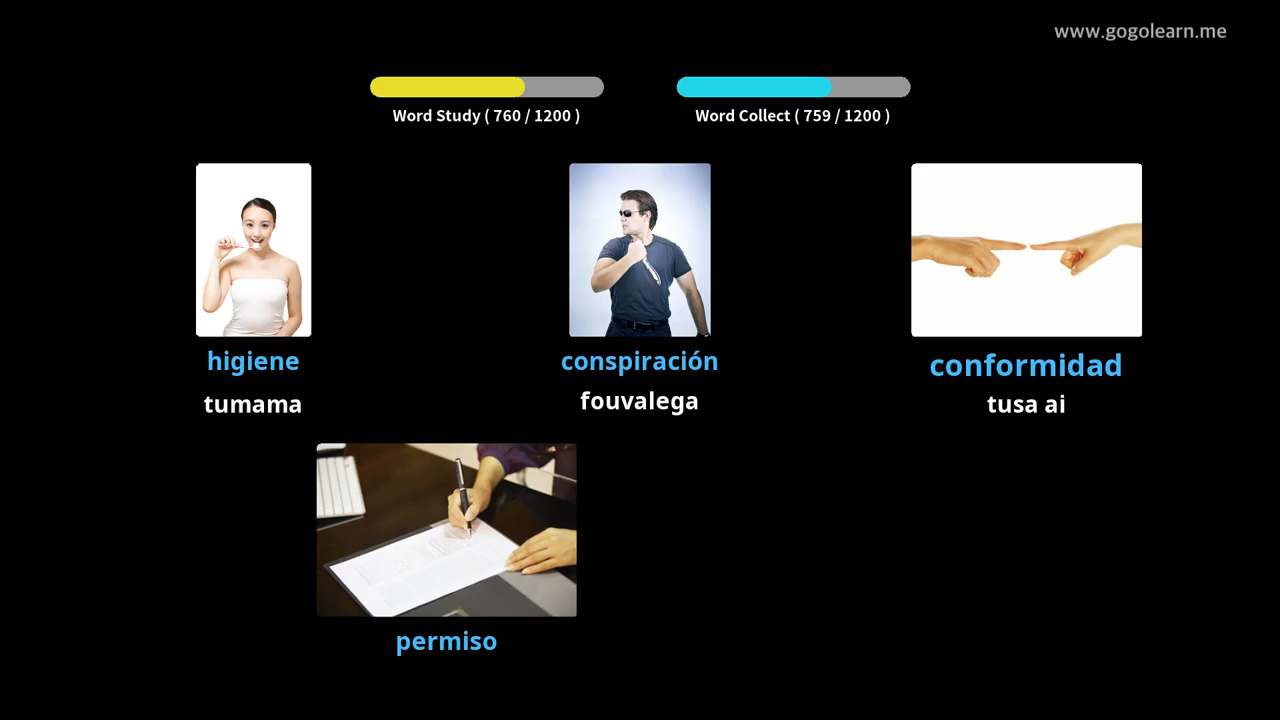 www.gogolearn.me
Word Study ( 760 / 1200 )
Word Collect ( 759 / 1200 )
higiene
tumama
conspiración
fouvalega
conformidad
tusa ai
permiso